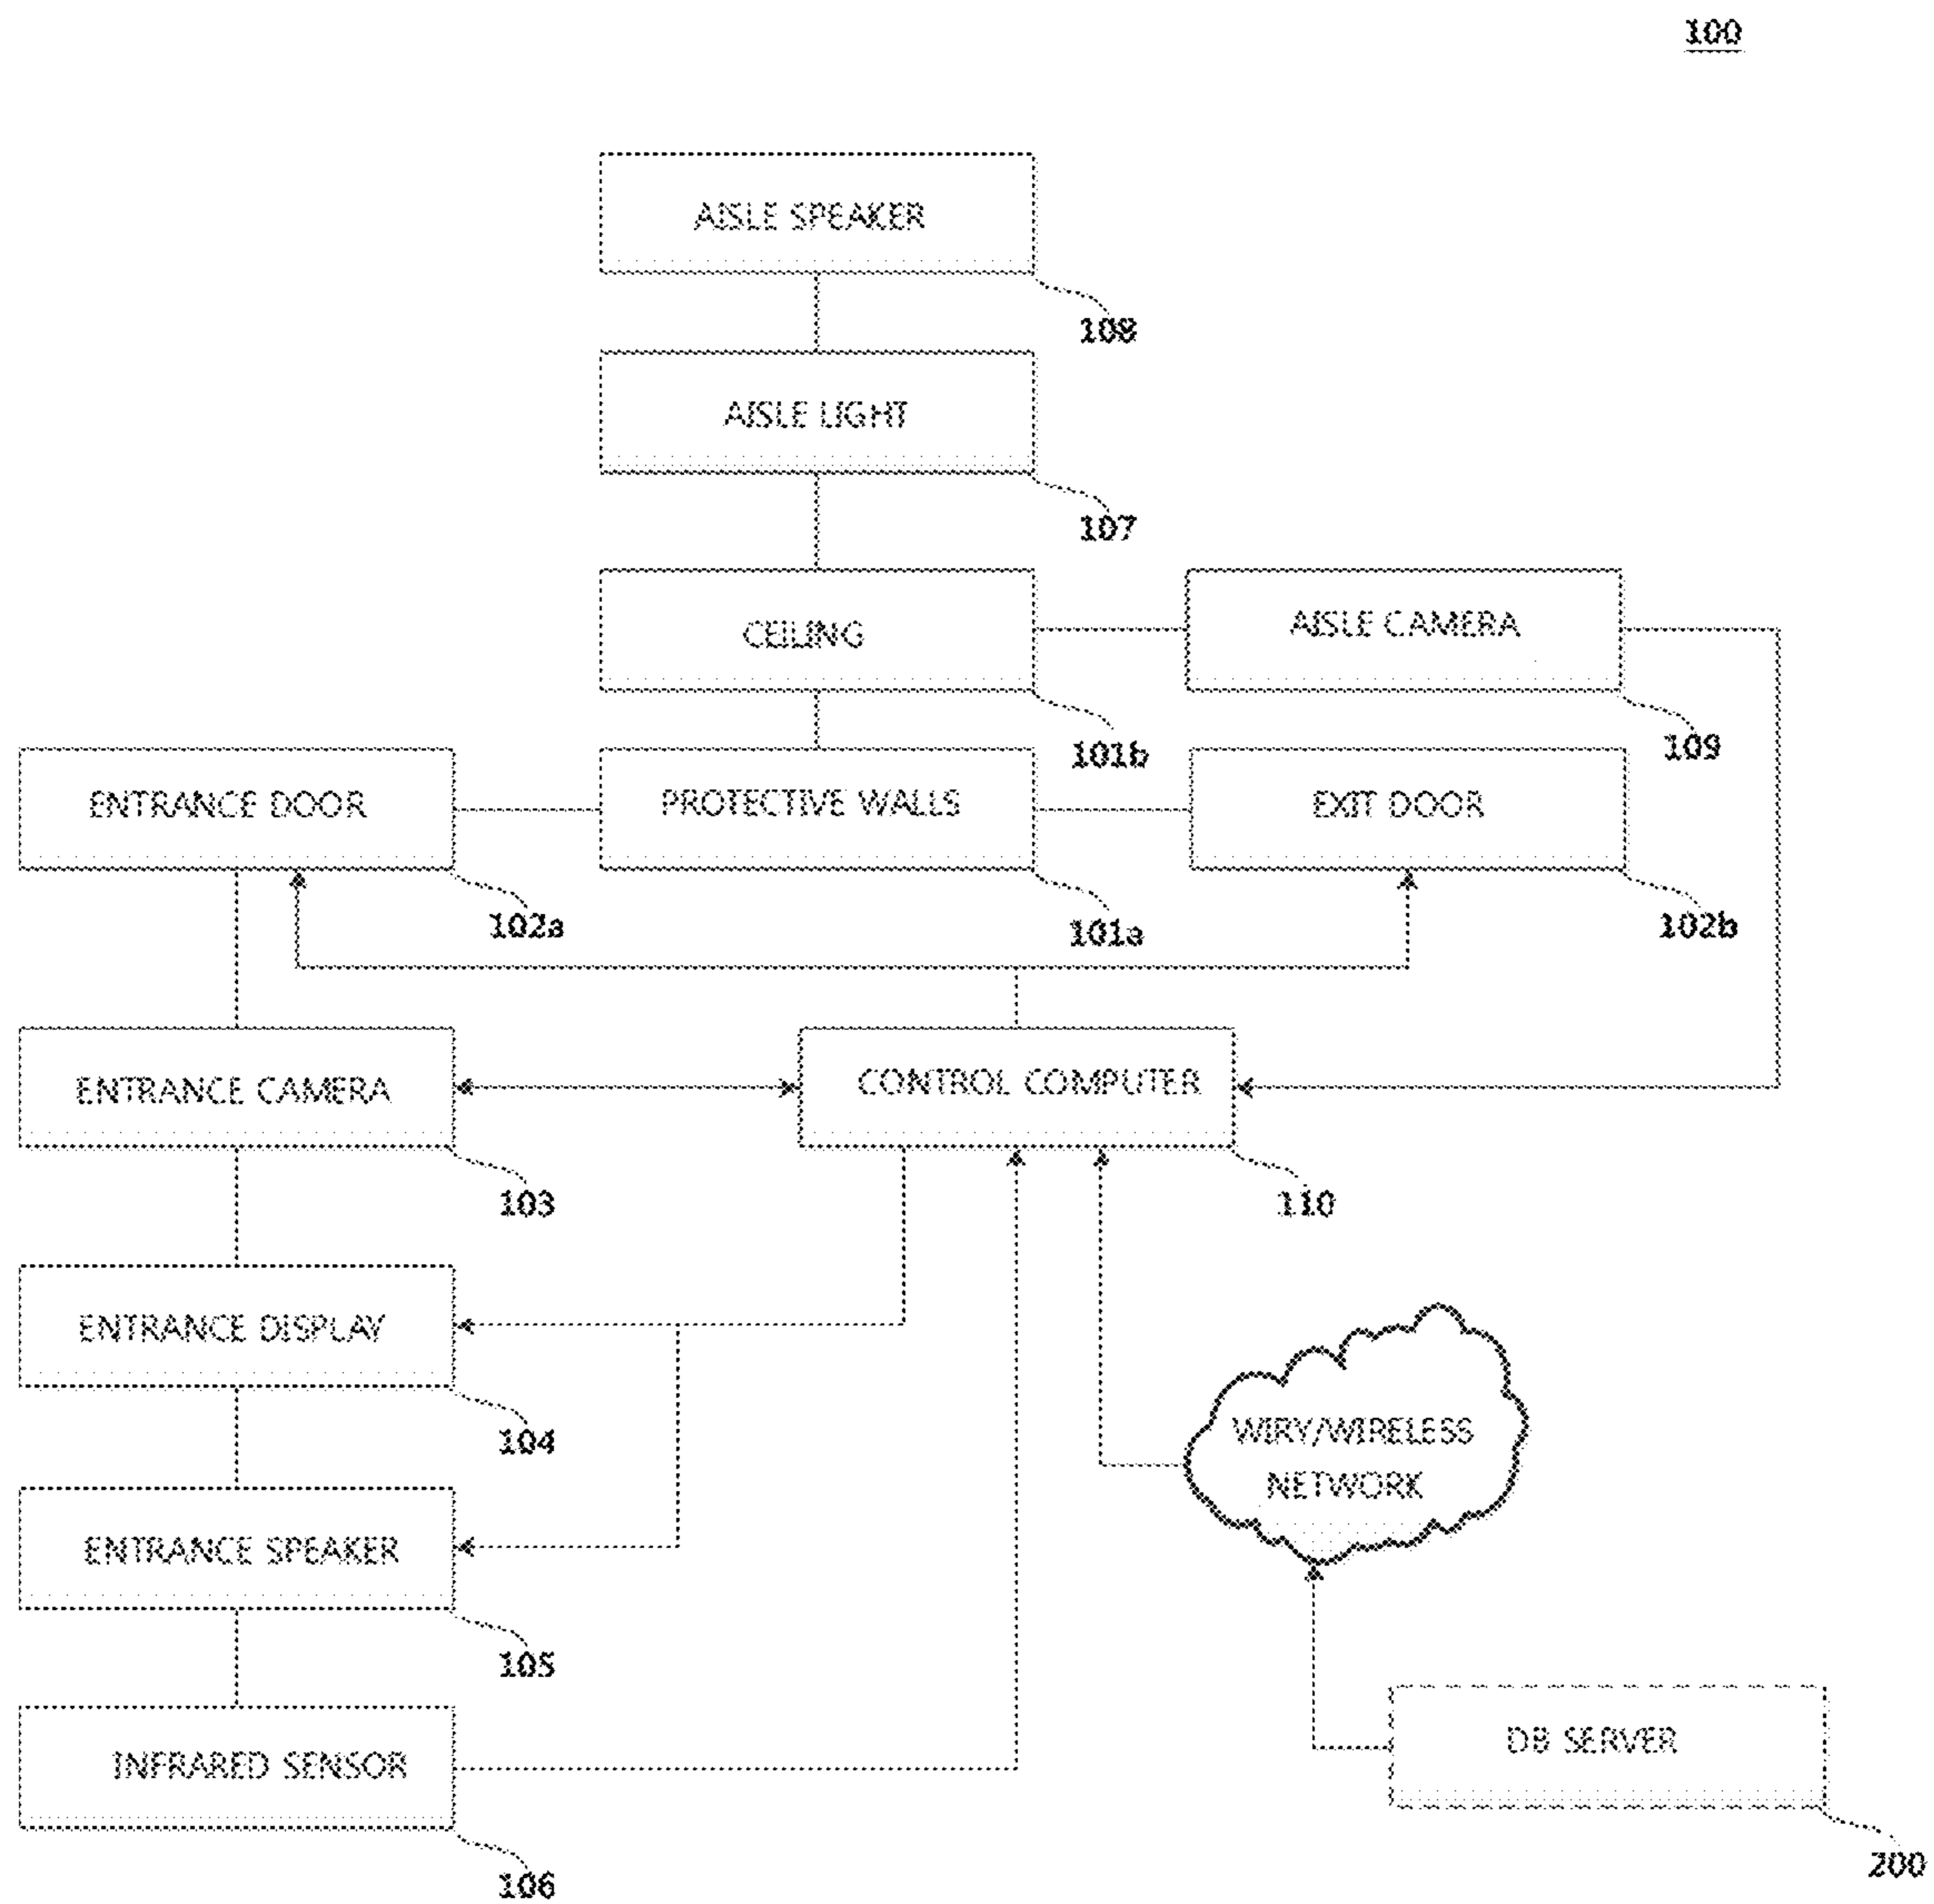 100
AISLE SPEAKER
108
AISLE LIGHT
107
CEILING
101b
AISLE CAMERA
109
ENTRANCE DOOR
102a
PROTECTIVE WALLS
101a
EXIT DOOR
102b
ENTRANCE CAMERA
103
CONTROL COMPUTER
110
ENTRANCE DISPLAY
104
WIRY/WIRELESS
NETWORK
ENTRANCE SPEAKER
105
INFRARED SENSOR
106
DB SERVER
200